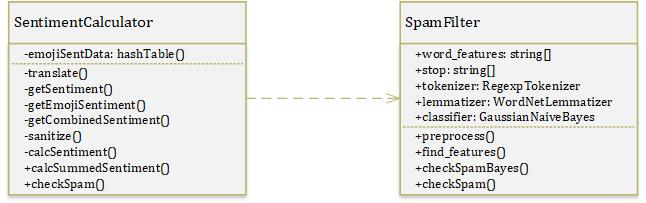 SentimentCalculator
-emojiSentData: hashTable()
-translate()
-getSentiment()
-getEmojiSentiment()
-getCombinedSentiment()
-sanitize()
-calcSentiment()
+calcSummedSentiment()
+checkSpam()
SpamFilter
+word_features: string[]
+stop: string[]
+tokenizer: RegexpTokenizer
+lemmatizer: WordNetLemmatizer
+classifier: GaussianNaiveBayes
+preprocess()
+find_features()
+checkSpamBayes()
+checkSpam()